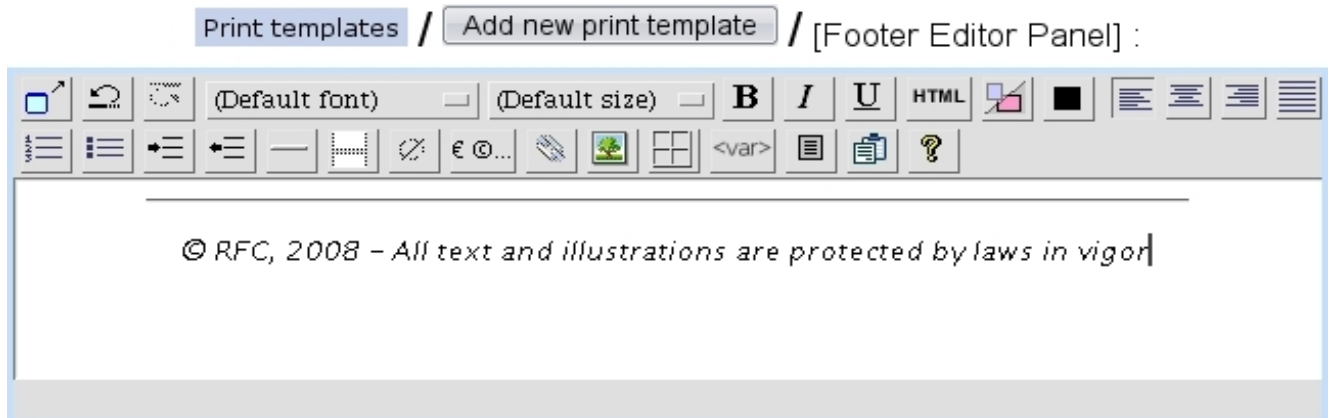 Print templates / Add new print template / [Footer Editor Panel] :
(Default font) (Default size) B I U HTML
€ ©... <var> ?
© RFC, 2008 – All text and illustrations are protected by laws in vigor